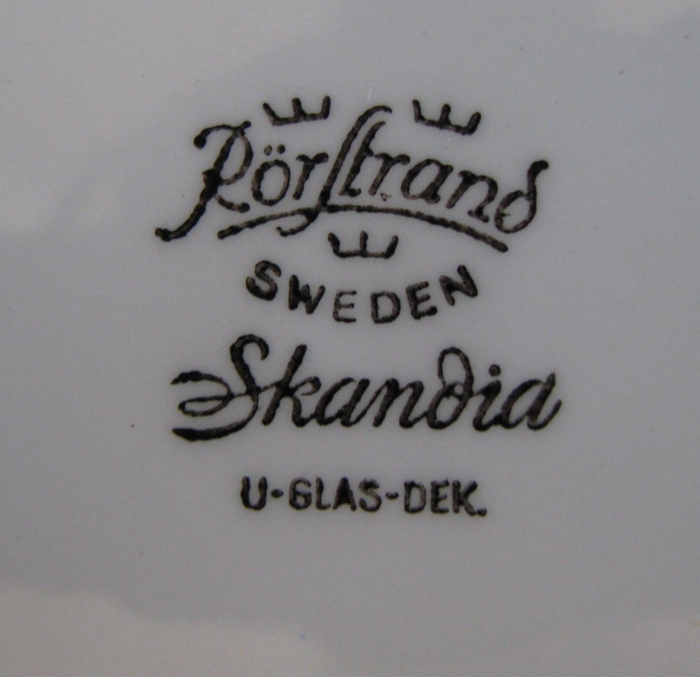 Rörstrand
SWEDEN
Skandia
U-GLAS-DEK.